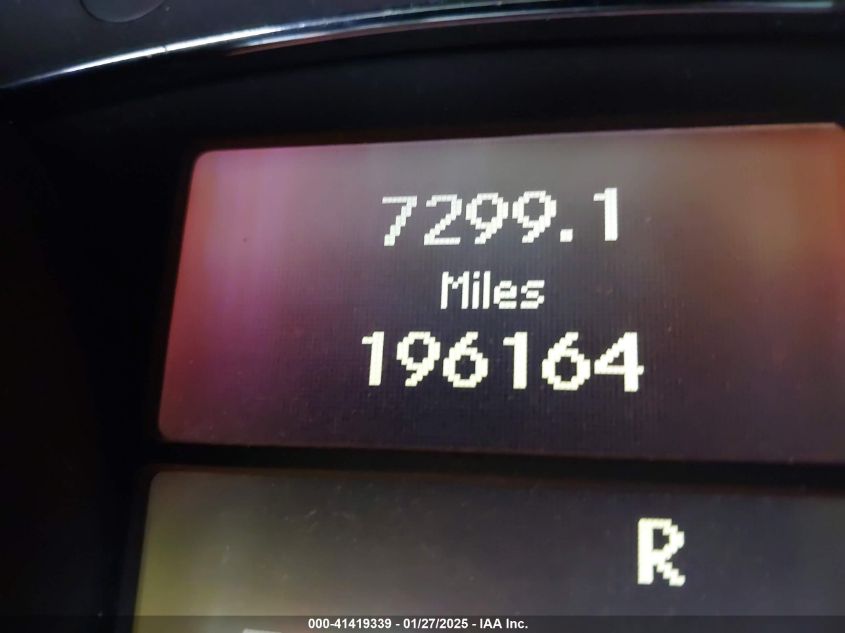 7299.1
Miles
196164
R
000-41419339 - 01/27/2025 - IAA Inc.